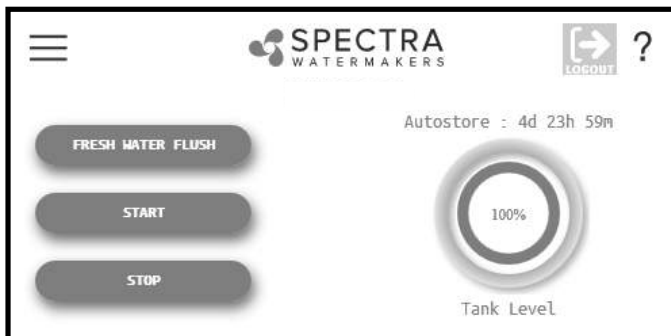 SPECTRA
WATERMAKERS
LOGOUT
?
Autostore : 4d 23h 59m
FRESH WATER FLUSH
START
100%
STOP
Tank Level